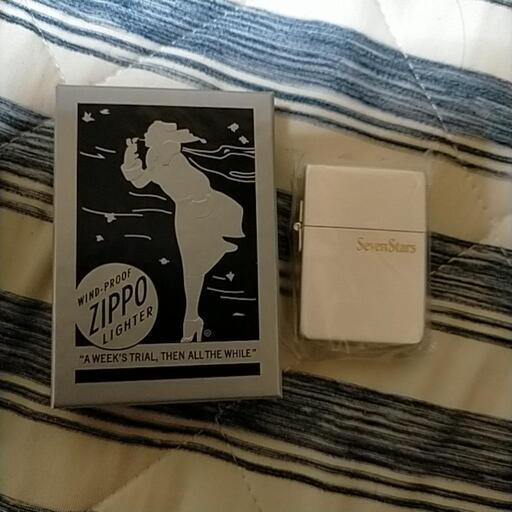 WIND-PROOF
ZIPPO
LIGHTER
"A WEEK'S TRIAL, THEN ALL THE WHILE"
SevenStars